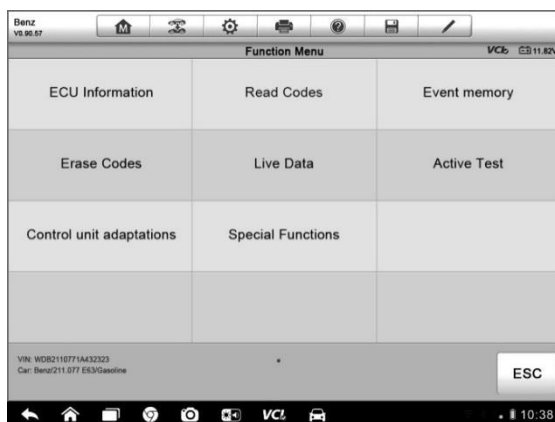 Benz
V0.90.57
M
Function Menu
VCI 11.82V
ECU Information
Read Codes
Event memory
Erase Codes
Live Data
Active Test
Control unit adaptations
Special Functions
VIN: WDB2110771A432323
Car: Benz/211.077 E63/Gasoline
ESC
VCI
10:38